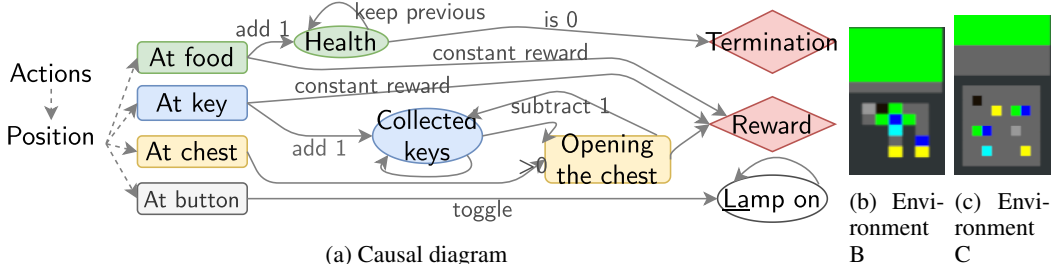 Actions
Position
At food
At key
At chest
At button
add 1
keep previous
Health
is 0
Termination
constant reward
constant reward
Reward
Collected
keys
add 1
subtract 1
>0
Opening
the chest
toggle
Lamp on
(a) Causal diagram
(b) Envi-
ronment
B
(c) Envi-
ronment
C